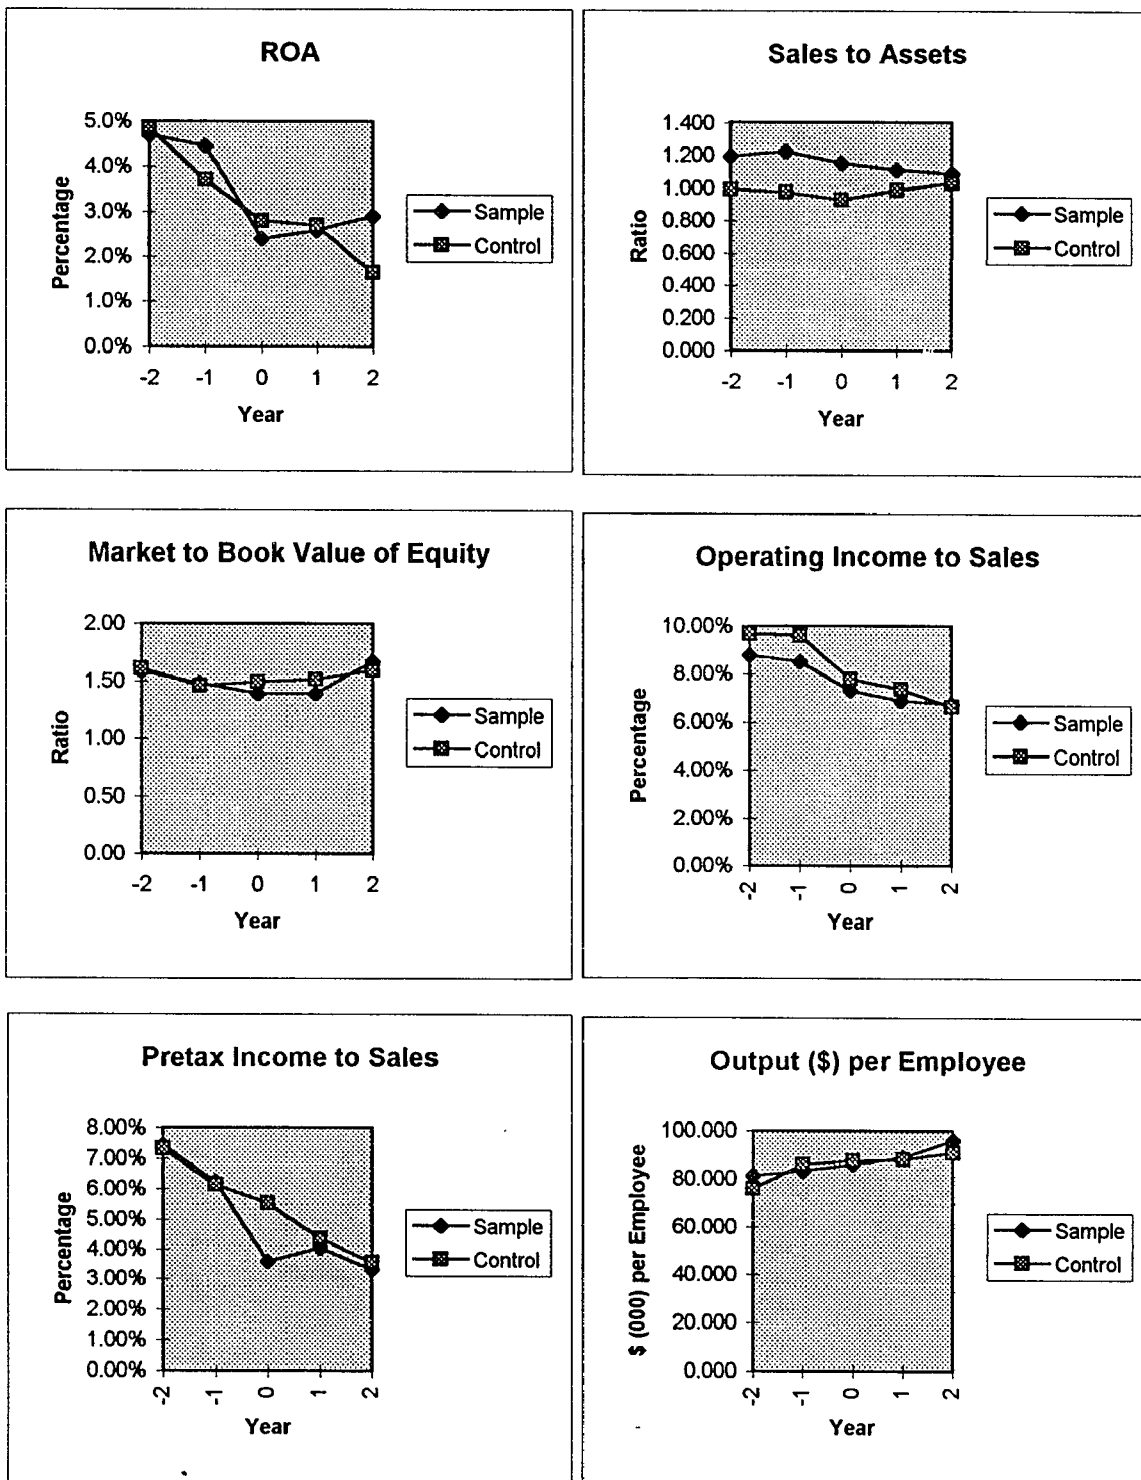 ROA
5.0%
4.0%
3.0%
2.0%
1.0%
0.0%
Percentage
-2 -1 0 1 2
Year
Sample
Control
Sales to Assets
1.400
1.200
1.000
0.800
0.600
0.400
0.200
0.000
Ratio
-2 -1 0 1 2
Year
Sample
Control
Market to Book Value of Equity
2.00
1.50
1.00
0.50
0.00
Ratio
-2 -1 0 1 2
Year
Sample
Control
Operating Income to Sales
10.00%
8.00%
6.00%
4.00%
2.00%
0.00%
Percentage
-2 -1 0 1 2
Year
Sample
Control
Pretax Income to Sales
8.00%
7.00%
6.00%
5.00%
4.00%
3.00%
2.00%
1.00%
0.00%
Percentage
-2 -1 0 1 2
Year
Sample
Control
Output ($) per Employee
100.000
80.000
60.000
40.000
20.000
0.000
$ (000) per Employee
-2 -1 0 1 2
Year
Sample
Control